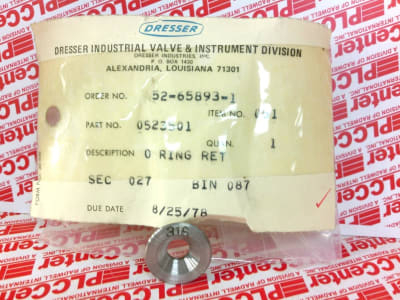 DRESSER
DRESSER INDUSTRIAL VALVE & INSTRUMENT DIVISION
DRESSER INDUSTRIES, INC.
P. O. BOX 1430
ALEXANDRIA, LOUISIANA 71301
ORDER NO. 52-65893-1
ITEM NO. 001
PART NO. 0523501
QUAN. 1
DESCRIPTION O RING RET
SEC 027 BIN 087
DUE DATE 8/25/78
316